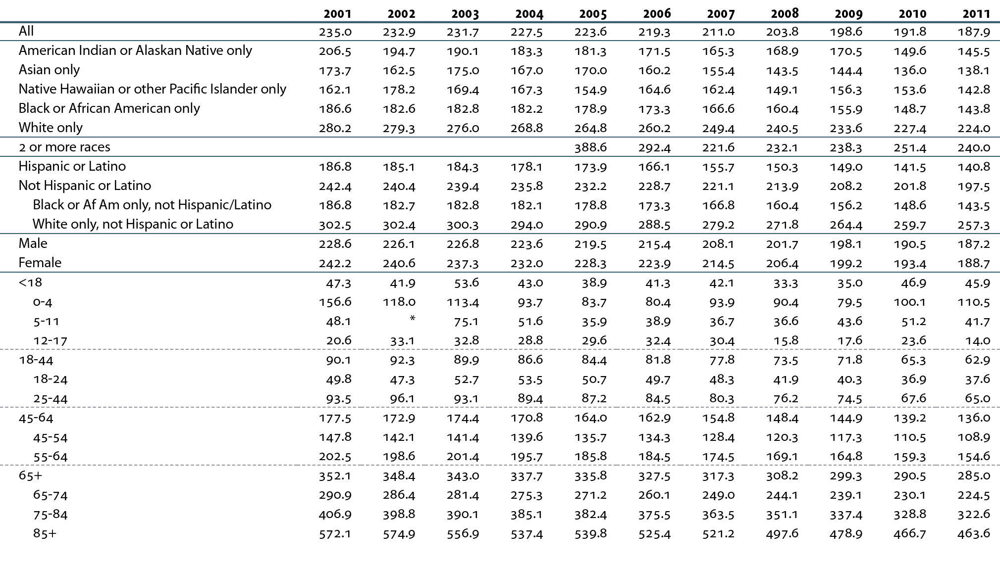 2001 2002 2003 2004 2005 2006 2007 2008 2009 2010 2011
All 235.0 232.9 231.7 227.5 223.6 219.3 211.0 203.8 198.6 191.8 187.9
American Indian or Alaskan Native only 206.5 194.7 190.1 183.3 181.3 171.5 165.3 168.9 170.5 149.6 145.5
Asian only 173.7 162.5 175.0 167.0 170.0 160.2 155.4 143.5 144.4 136.0 138.1
Native Hawaiian or other Pacific Islander only 162.1 178.2 169.4 167.3 154.9 164.6 162.4 149.1 156.3 153.6 142.8
Black or African American only 186.6 182.6 182.8 182.2 178.9 173.3 166.6 160.4 155.9 148.7 143.8
White only 280.2 279.3 276.0 268.8 264.8 260.2 249.4 240.5 233.6 227.4 224.0
2 or more races 388.6 292.4 221.6 232.1 238.3 251.4 240.0
Hispanic or Latino 186.8 185.1 184.3 178.1 173.9 166.1 155.7 150.3 149.0 141.5 140.8
Not Hispanic or Latino 242.4 240.4 239.4 235.8 232.2 228.7 221.1 213.9 208.2 201.8 197.5
Black or Af Am only, not Hispanic/Latino 186.8 182.7 182.8 182.1 178.8 173.3 166.8 160.4 156.2 148.6 143.5
White only, not Hispanic or Latino 302.5 302.4 300.3 294.0 290.9 288.5 279.2 271.8 264.4 259.7 257.3
Male 228.6 226.1 226.8 223.6 219.5 215.4 208.1 201.7 198.1 190.5 187.2
Female 242.2 240.6 237.3 232.0 228.3 223.9 214.5 206.4 199.2 193.4 188.7
<18 47.3 41.9 53.6 43.0 38.9 41.3 42.1 33.3 35.0 46.9 45.9
0-4 156.6 118.0 113.4 93.7 83.7 80.4 93.9 90.4 79.5 100.1 110.5
5-11 48.1 * 75.1 51.6 35.9 38.9 36.7 36.6 43.6 51.2 41.7
12-17 20.6 33.1 32.8 28.8 29.6 32.4 30.4 15.8 17.6 23.6 14.0
18-44 90.1 92.3 89.9 86.6 84.4 81.8 77.8 73.5 71.8 65.3 62.9
18-24 49.8 47.3 52.7 53.5 50.7 49.7 48.3 41.9 40.3 36.9 37.6
25-44 93.5 96.1 93.1 89.4 87.2 84.5 80.3 76.2 74.5 67.6 65.0
45-64 177.5 172.9 174.4 170.8 164.0 162.9 154.8 148.4 144.9 139.2 136.0
45-54 147.8 142.1 141.4 139.6 135.7 134.3 128.4 120.3 117.3 110.5 108.9
55-64 202.5 198.6 201.4 195.7 185.8 184.5 174.5 169.1 164.8 159.3 154.6
65+ 352.1 348.4 343.0 337.7 335.8 327.5 317.3 308.2 299.3 290.5 285.0
65-74 290.9 286.4 281.4 275.3 271.2 260.1 249.0 244.1 239.1 230.1 224.5
75-84 406.9 398.8 390.1 385.1 382.4 375.5 363.5 351.1 337.4 328.8 322.6
85+ 572.1 574.9 556.9 537.4 539.8 525.4 521.2 497.6 478.9 466.7 463.6